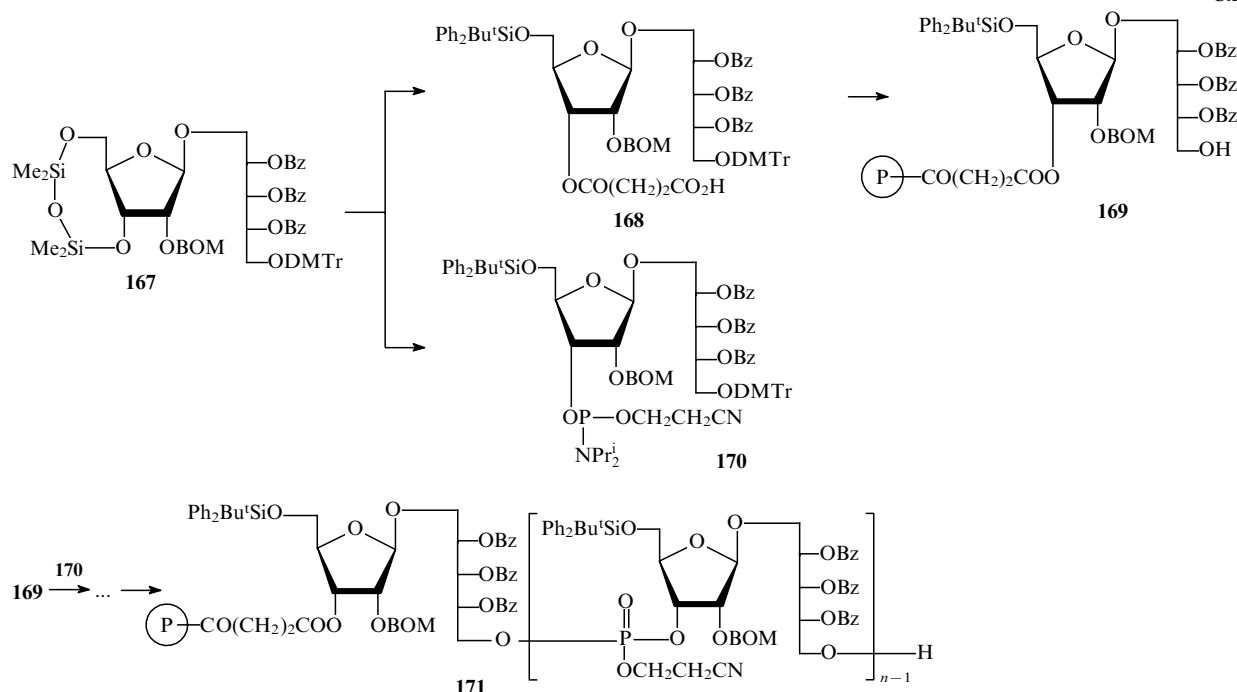 Ph₂BuᵗSiO
O
O
OBz
OBz
OBz
OBOM
ODMTr
OCO(CH₂)₂CO₂H
168
Ph₂BuᵗSiO
O
O
OBz
OBz
OBz
OBOM
OH
P
CO(CH₂)₂COO
169
O
O
O
Me₂Si
O
Me₂Si
O
OBz
OBz
OBz
OBOM
ODMTr
167
Ph₂BuᵗSiO
O
O
OBz
OBz
OBz
OBOM
ODMTr
OP
OCH₂CH₂CN
NPrⁱ₂
170
169
170
...
Ph₂BuᵗSiO
O
O
OBz
OBz
OBz
P
CO(CH₂)₂COO
OBOM
O
Ph₂BuᵗSiO
O
O
OBz
OBz
OBz
O
P
O
OBOM
OCH₂CH₂CN
O
H
n−1
171